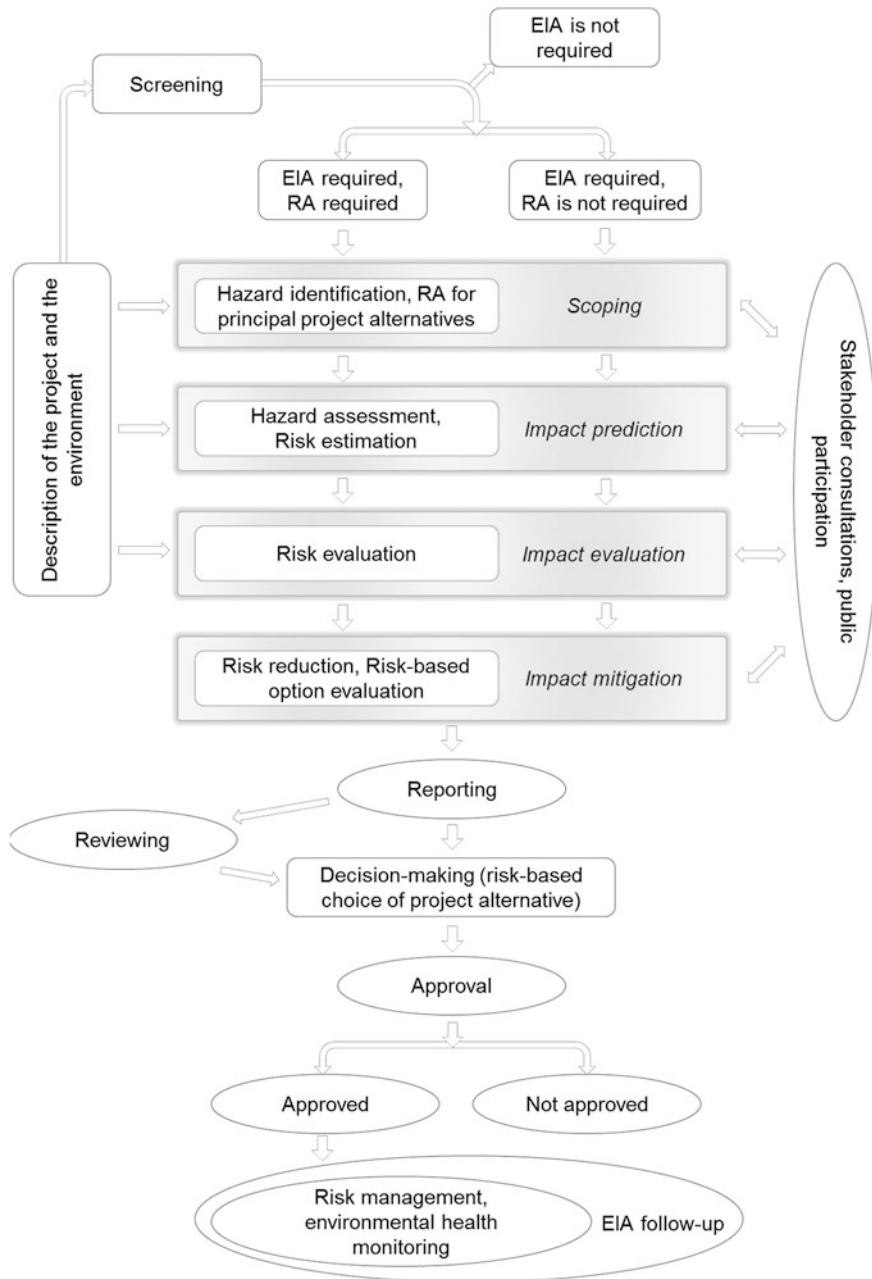 EIA is not
required
Screening
EIA required,
RA required
EIA required,
RA is not required
Description of the project and the
environment
Hazard identification, RA for
principal project alternatives
Scoping
Hazard assessment,
Risk estimation
Impact prediction
Risk evaluation
Impact evaluation
Risk reduction, Risk-based
option evaluation
Impact mitigation
Stakeholder consultations, public
participation
Reporting
Reviewing
Decision-making (risk-based
choice of project alternative)
Approval
Approved
Not approved
Risk management,
environmental health
monitoring
EIA follow-up